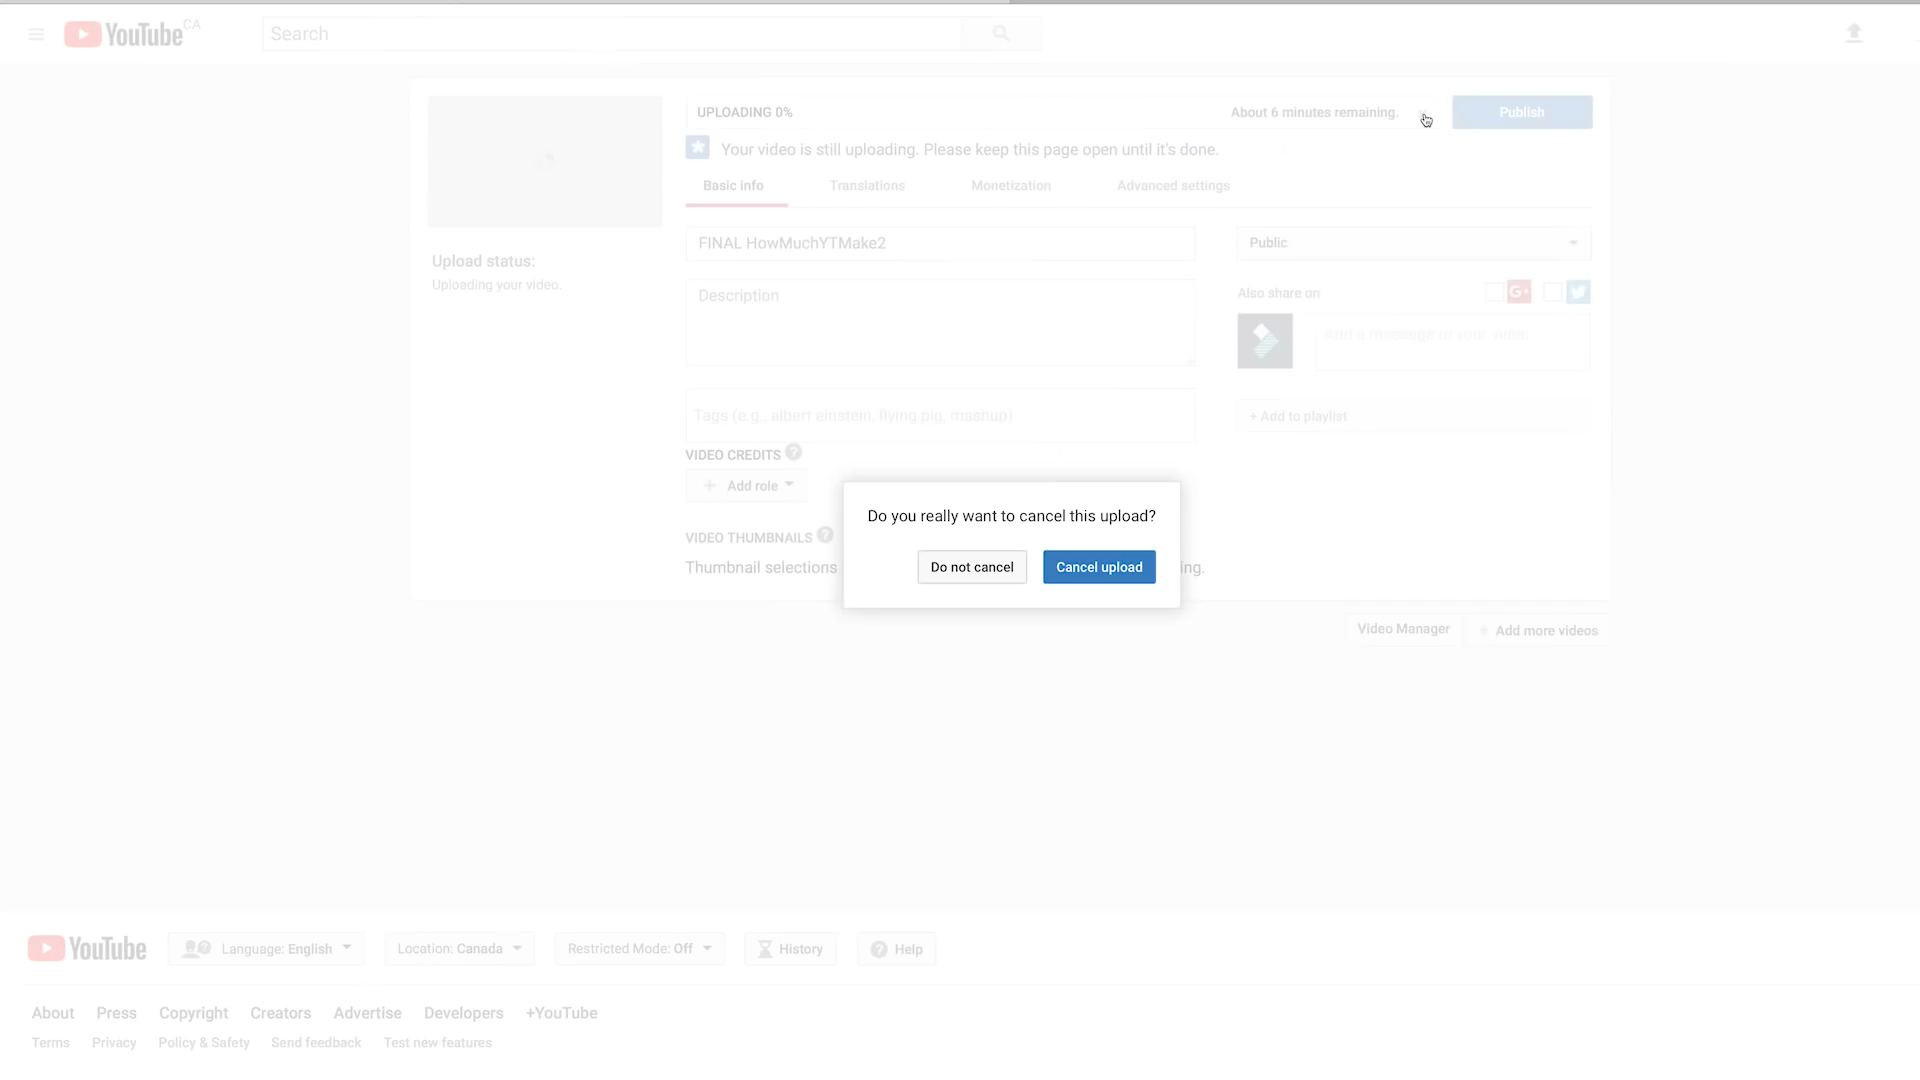 YouTube CA
Search
UPLOADING 0%
About 6 minutes remaining.
Publish
Your video is still uploading. Please keep this page open until it's done.
Basic info
Translations
Monetization
Advanced settings
FINAL HowMuchYTMake2
Public
Upload status:
Uploading your video.
Description
Also share on
G+
Add a message to your video
Tags (e.g., albert einstein, flying pig, mashup)
+ Add to playlist
VIDEO CREDITS ?
+ Add role
Do you really want to cancel this upload?
VIDEO THUMBNAILS ?
Thumbnail selections
ing.
Do not cancel
Cancel upload
Video Manager
+ Add more videos
YouTube
Language: English
Location: Canada
Restricted Mode: Off
History
Help
About Press Copyright Creators Advertise Developers +YouTube
Terms Privacy Policy & Safety Send feedback Test new features